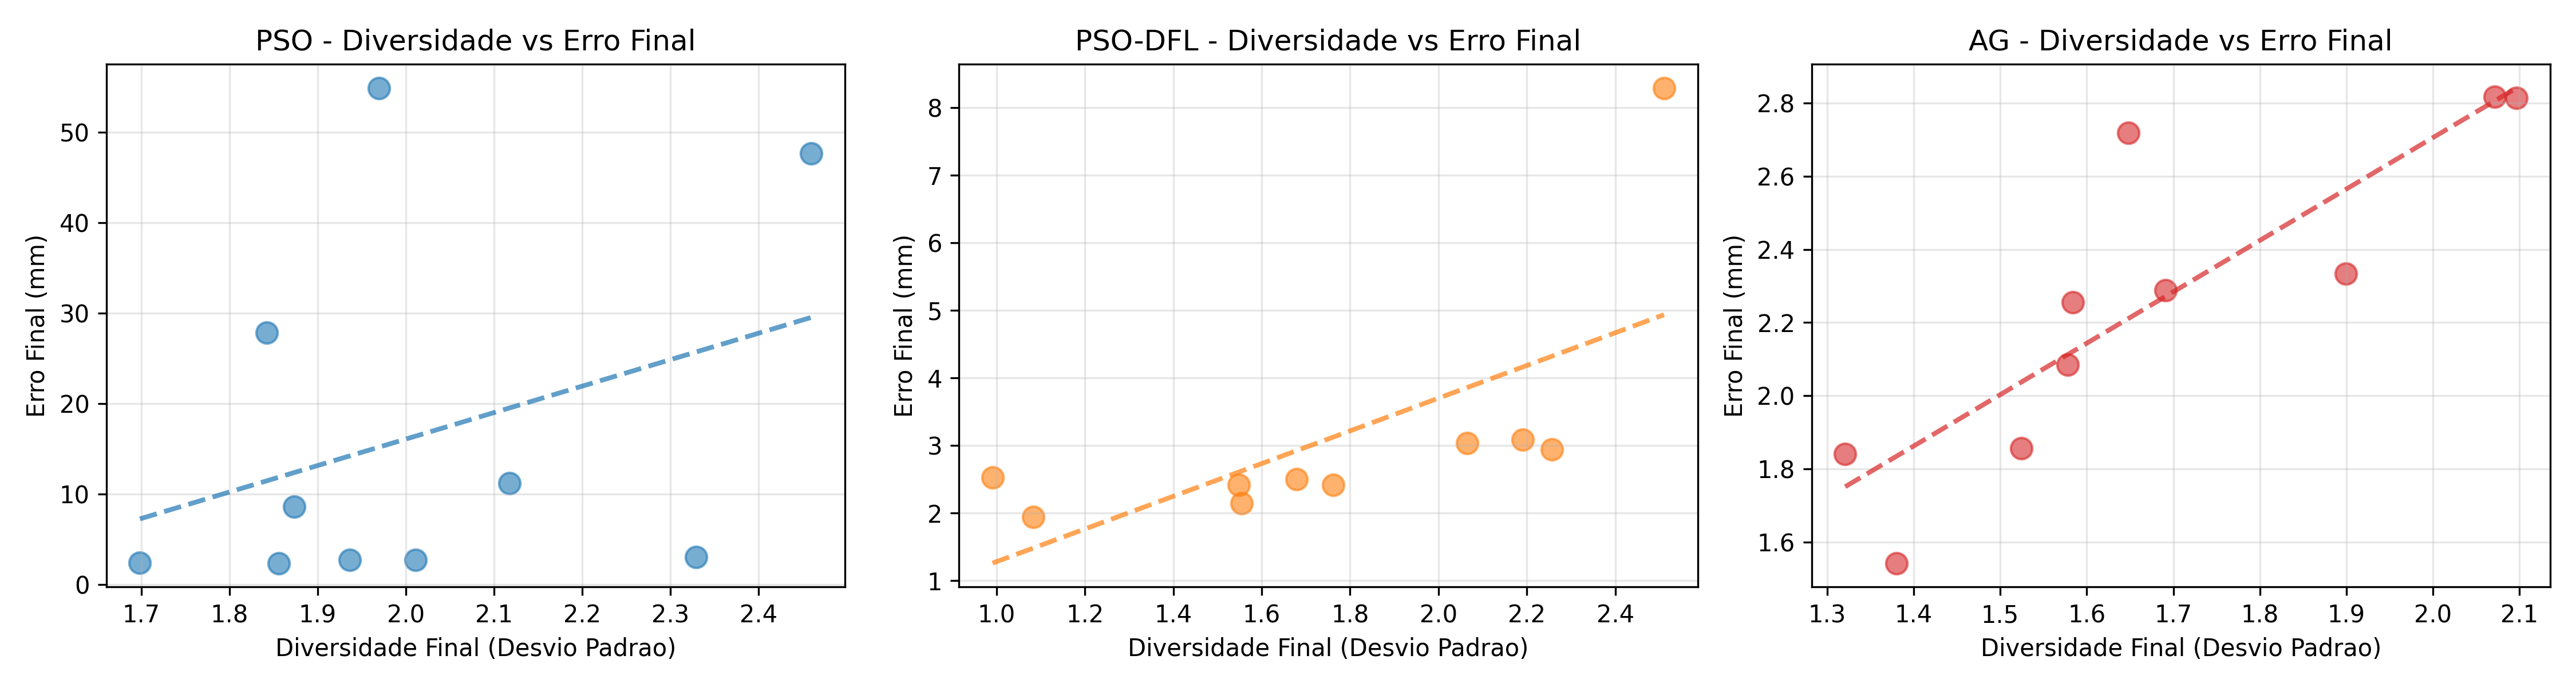 PSO - Diversidade vs Erro Final
Erro Final (mm)
50
40
30
20
10
0
1.7 1.8 1.9 2.0 2.1 2.2 2.3 2.4
Diversidade Final (Desvio Padrao)
PSO-DFL - Diversidade vs Erro Final
Erro Final (mm)
8
7
6
5
4
3
2
1
1.0 1.2 1.4 1.6 1.8 2.0 2.2 2.4
Diversidade Final (Desvio Padrao)
AG - Diversidade vs Erro Final
Erro Final (mm)
2.8
2.6
2.4
2.2
2.0
1.8
1.6
1.3 1.4 1.5 1.6 1.7 1.8 1.9 2.0 2.1
Diversidade Final (Desvio Padrao)